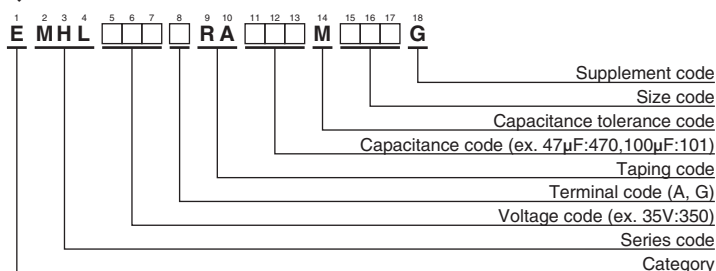 1 2 3 4 5 6 7 8 9 10 11 12 13 14 15 16 17 18
E MHL □□□ □ RA □□□ M □□□ G
Supplement code
Size code
Capacitance tolerance code
Capacitance code (ex. 47µF:470,100µF:101)
Taping code
Terminal code (A, G)
Voltage code (ex. 35V:350)
Series code
Category